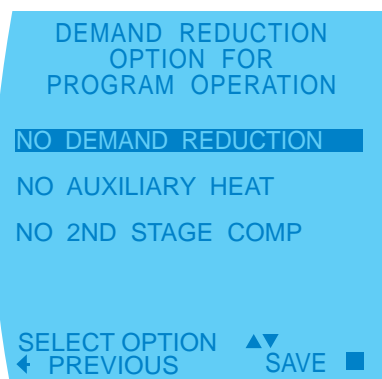 DEMAND REDUCTION
OPTION FOR
PROGRAM OPERATION
NO DEMAND REDUCTION
NO AUXILIARY HEAT
NO 2ND STAGE COMP
SELECT OPTION ▲▼
PREVIOUS SAVE